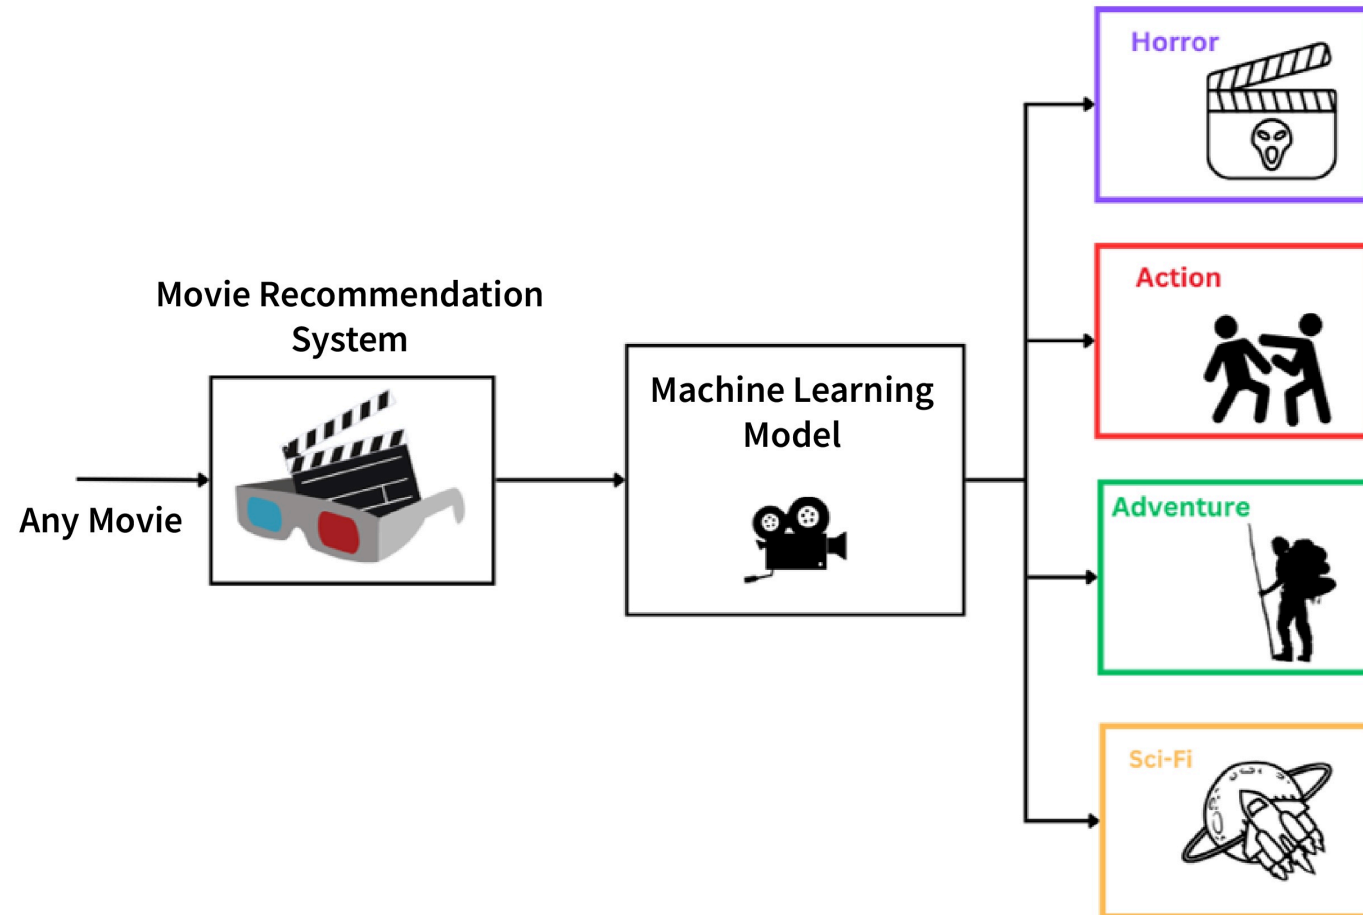 Any Movie
Movie Recommendation
System
Machine Learning
Model
Horror
Action
Adventure
Sci-Fi